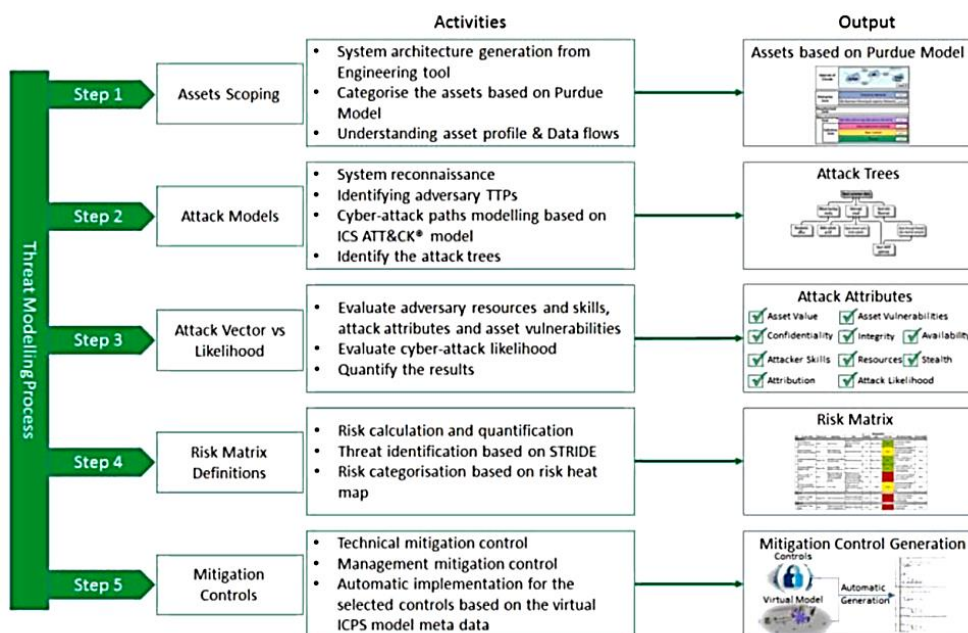 Activities
Output
Threat Modelling Process
Step 1
Assets Scoping
• System architecture generation from
Engineering tool
• Categorise the assets based on Purdue
Model
• Understanding asset profile & Data flows
Assets based on Purdue Model
Step 2
Attack Models
• System reconnaissance
• Identifying adversary TTPs
• Cyber-attack paths modelling based on
ICS ATT&CK® model
• Identify the attack trees
Attack Trees
Step 3
Attack Vector vs
Likelihood
• Evaluate adversary resources and skills,
attack attributes and asset vulnerabilities
• Evaluate cyber-attack likelihood
• Quantify the results
Attack Attributes
Asset Value
Asset Vulnerabilities
Confidentiality
Integrity
Availability
Attacker Skills
Resources
Stealth
Attribution
Attack Likelihood
Step 4
Risk Matrix
Definitions
• Risk calculation and quantification
• Threat identification based on STRIDE
• Risk categorisation based on risk heat
map
Risk Matrix
Step 5
Mitigation
Controls
• Technical mitigation control
• Management mitigation control
• Automatic implementation for the
selected controls based on the virtual
ICPS model meta data
Mitigation Control Generation
Controls
Virtual Model
Automatic
Generation